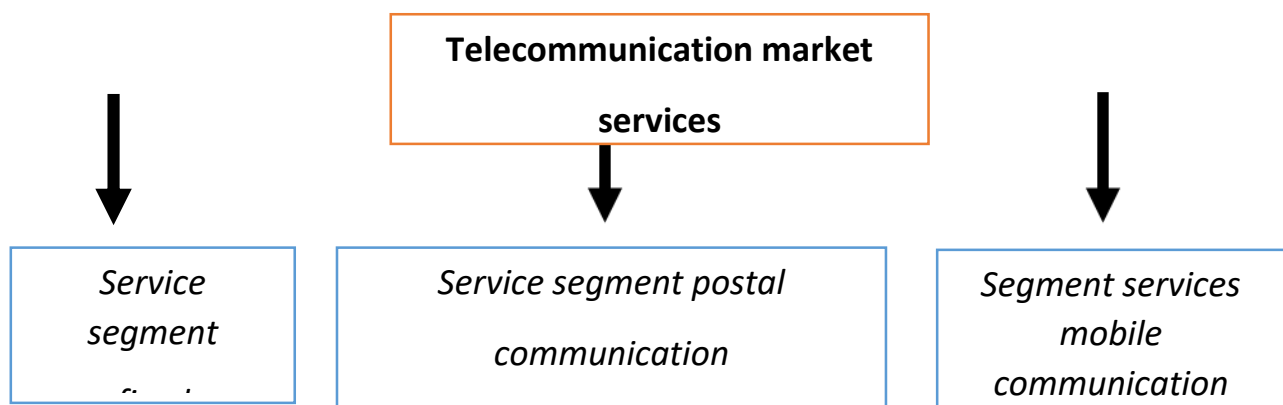 Telecommunication market
services
Service
segment
Service segment postal
communication
Segment services
mobile
communication